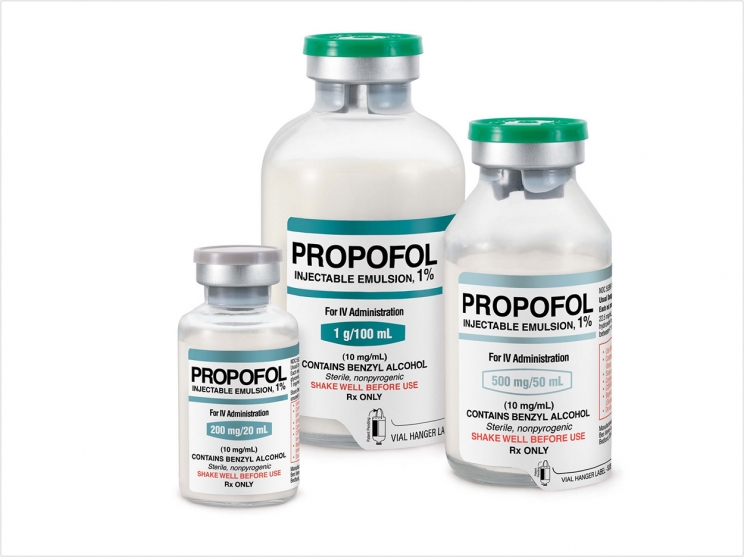 PROPOFOL
INJECTABLE EMULSION, 1%
For IV Administration
200 mg/20 mL
(10 mg/mL)
CONTAINS BENZYL ALCOHOL
Sterile, nonpyrogenic
SHAKE WELL BEFORE USE
Rx ONLY
PROPOFOL
INJECTABLE EMULSION, 1%
For IV Administration
1 g/100 mL
(10 mg/mL)
CONTAINS BENZYL ALCOHOL
Sterile, nonpyrogenic
SHAKE WELL BEFORE USE
Rx ONLY
VIAL HANGER LA
PROPOFOL
INJECTABLE EMULSION, 1%
For IV Administration
500 mg/50 mL
(10 mg/mL)
CONTAINS BENZYL ALCOHOL
Sterile, nonpyrogenic
SHAKE WELL BEFORE USE
Rx ONLY
VIAL HANGER LABEL